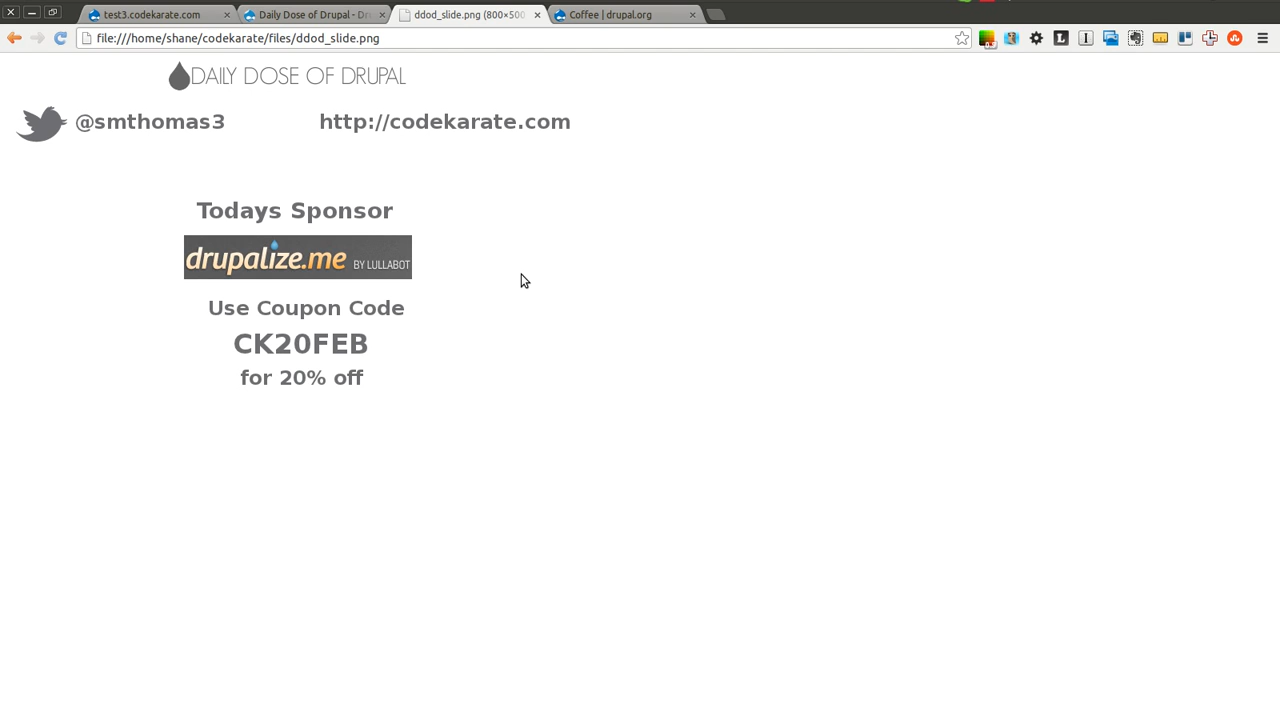 test3.codekarate.com
Daily Dose of Drupal - Dr
ddod_slide.png (800×500
Coffee | drupal.org
file:///home/shane/codekarate/files/ddod_slide.png
DAILY DOSE OF DRUPAL
@smthomas3
http://codekarate.com
Todays Sponsor
drupalize.me BY LULLABOT
Use Coupon Code
CK20FEB
for 20% off